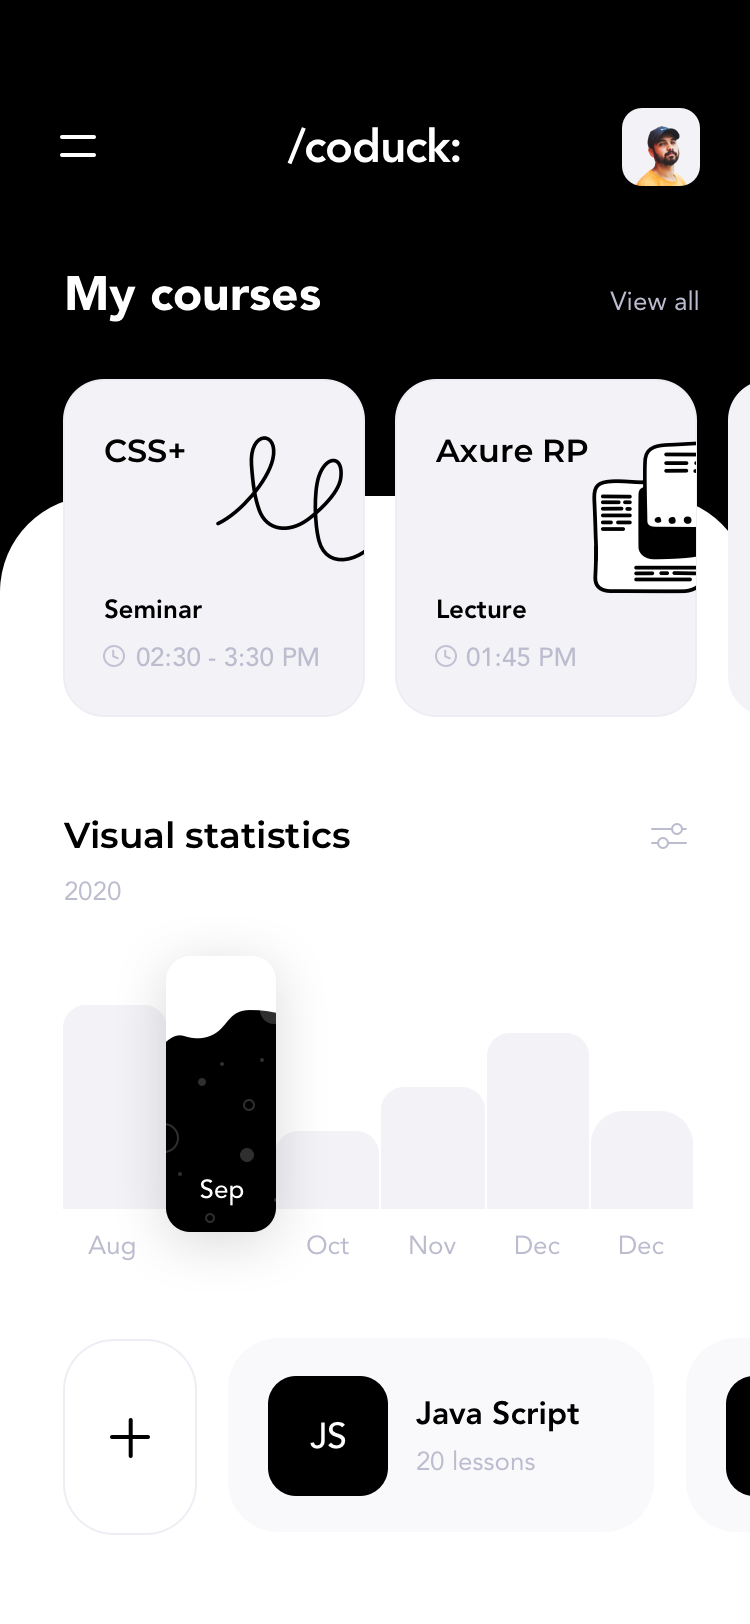 /coduck:
My courses
View all
CSS+
Seminar
02:30 - 3:30 PM
Axure RP
Lecture
01:45 PM
Visual statistics
2020
Sep
Aug
Oct
Nov
Dec
Dec
JS
Java Script
20 lessons